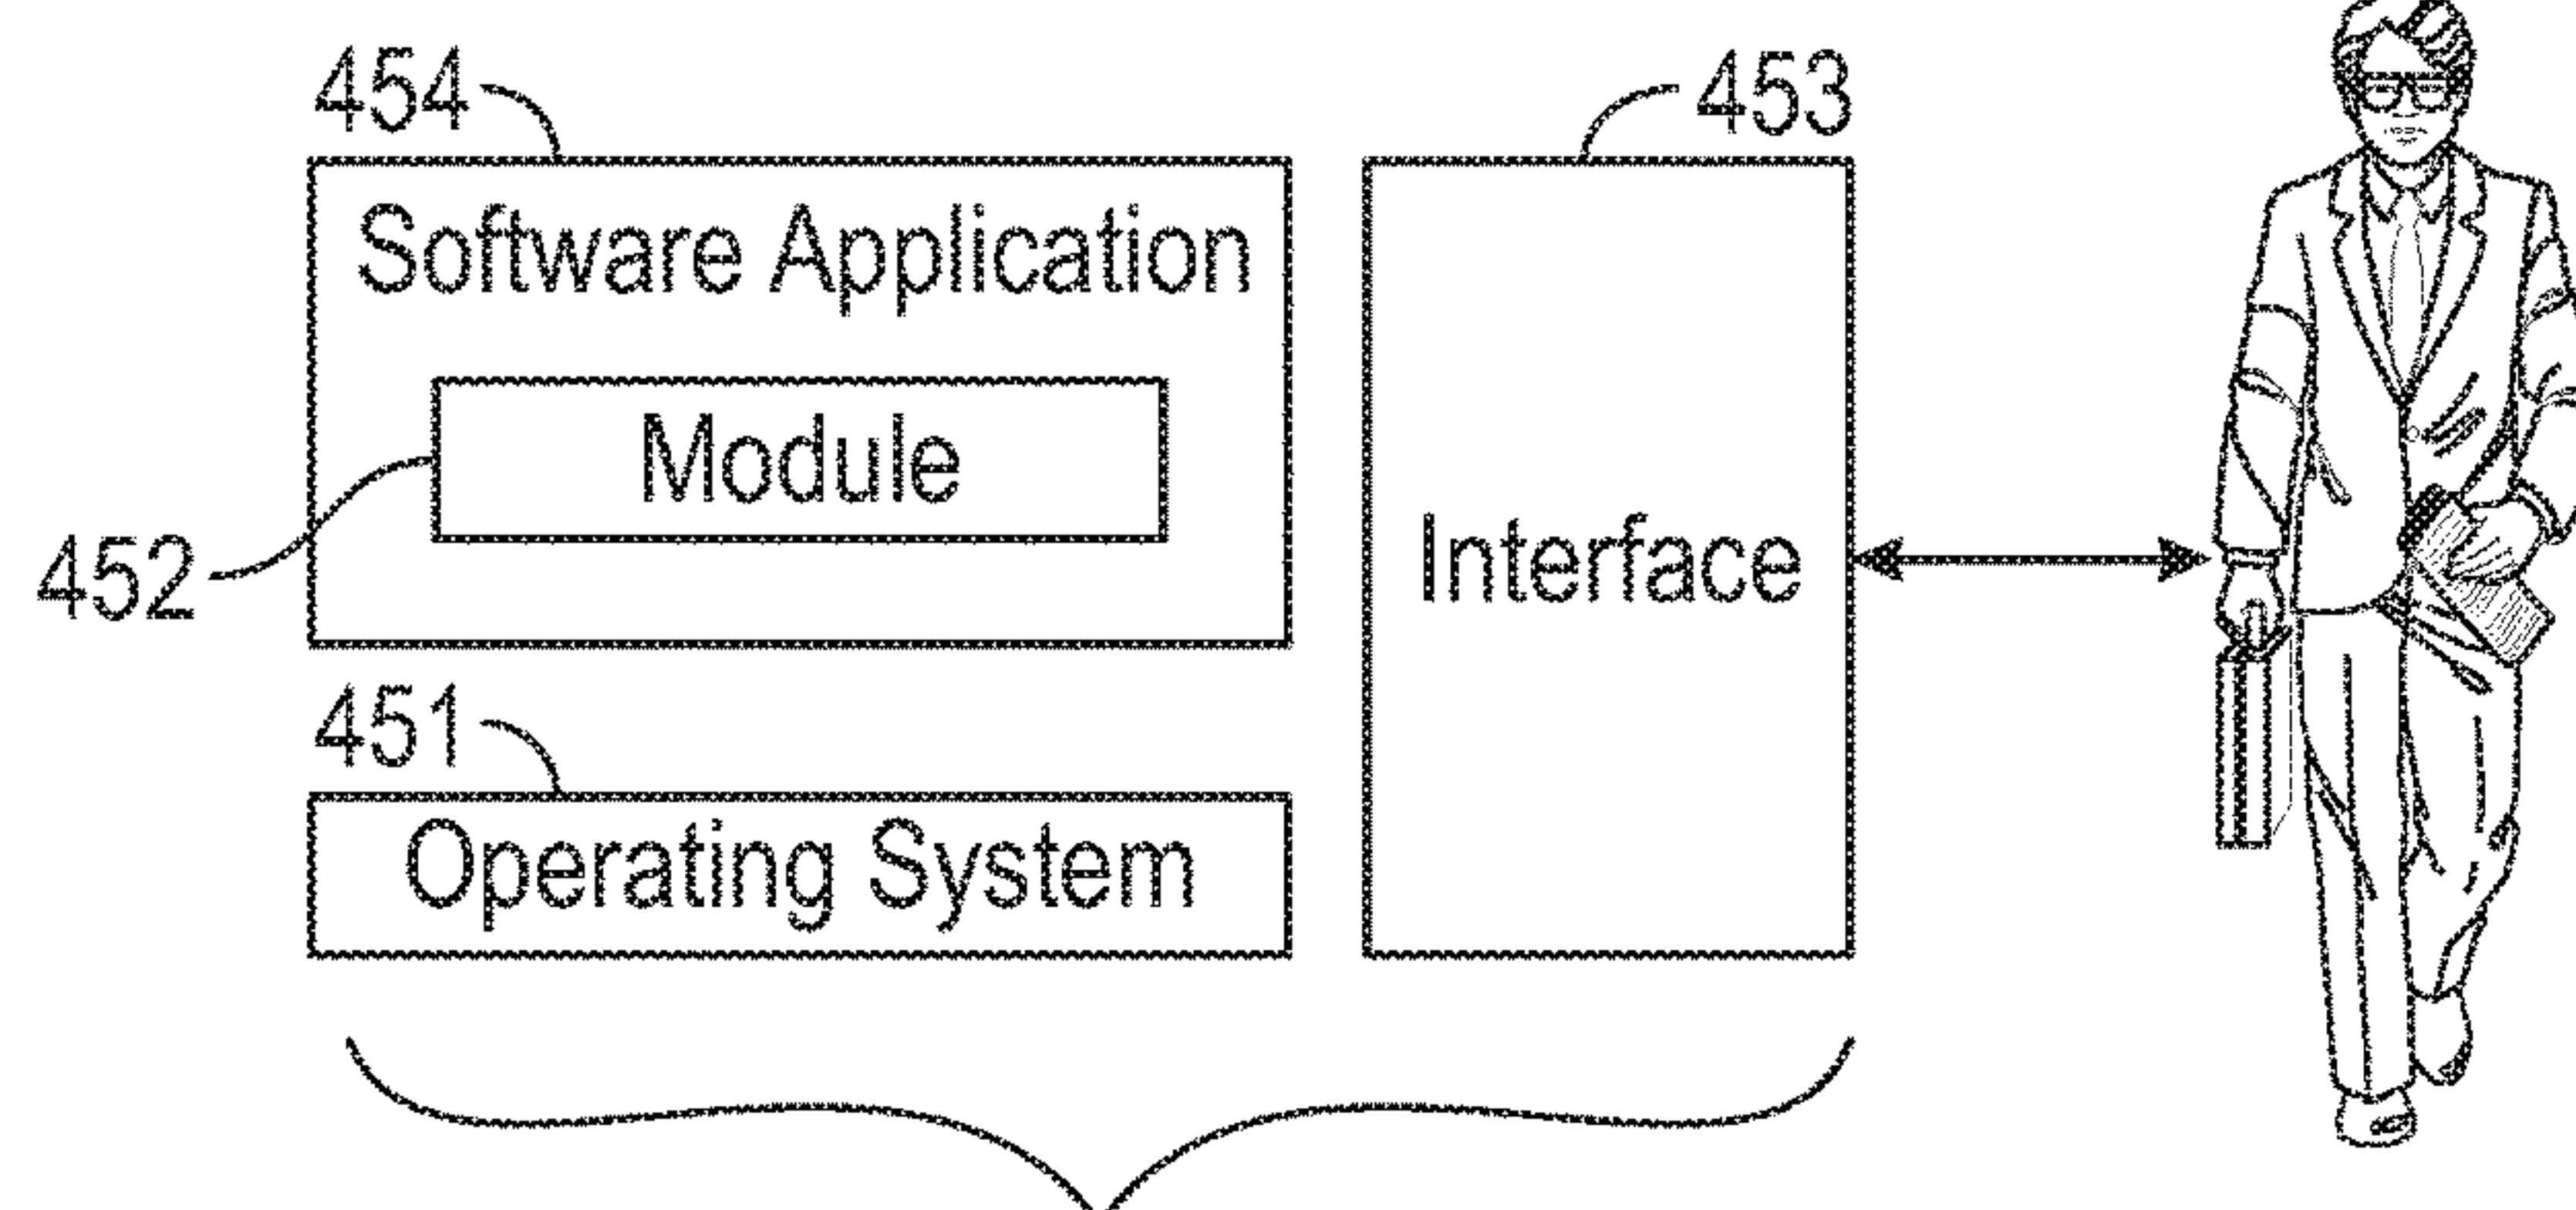 454
453
Software Application
Module
452
Interface
451
Operating System